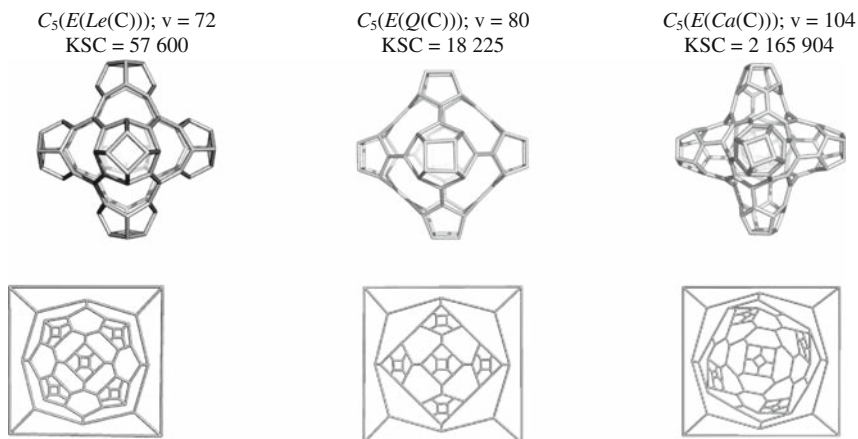 C₅(E(Le(C))); v = 72
KSC = 57 600
C₅(E(Q(C))); v = 80
KSC = 18 225
C₅(E(Ca(C))); v = 104
KSC = 2 165 904